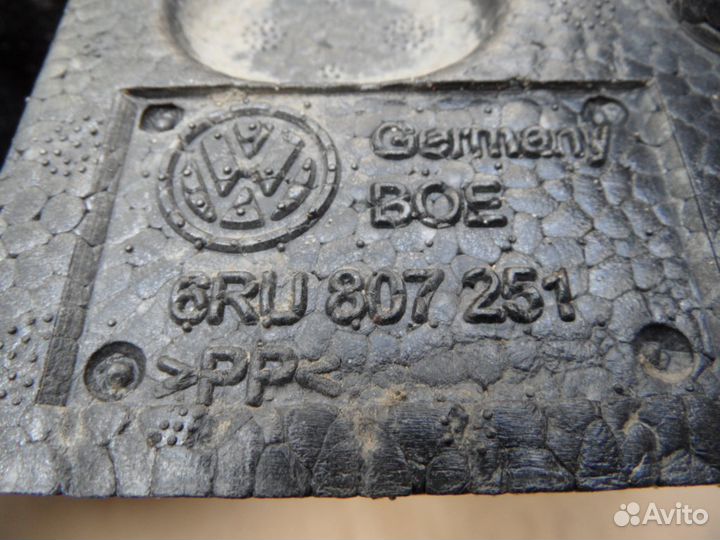 Germany
BOE
6RU 807 251
>PP<
Avito